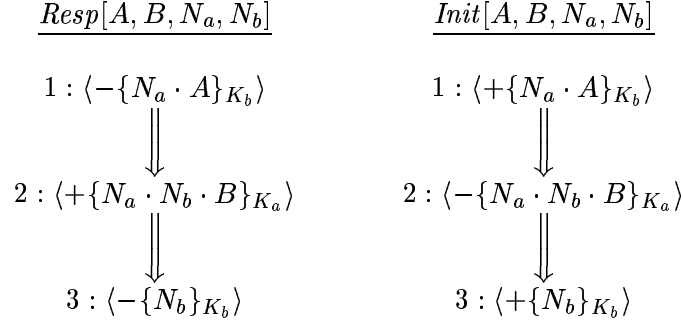 Resp[A, B, N_a, N_b]
Init[A, B, N_a, N_b]
1 : ⟨−{N_a · A}_{K_b}⟩
1 : ⟨+{N_a · A}_{K_b}⟩
2 : ⟨+{N_a · N_b · B}_{K_a}⟩
2 : ⟨−{N_a · N_b · B}_{K_a}⟩
3 : ⟨−{N_b}_{K_b}⟩
3 : ⟨+{N_b}_{K_b}⟩